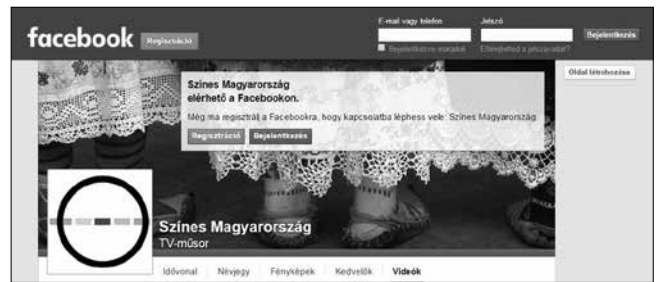 E-mail vagy telefon
Jelszó
facebook
Regisztráció
Bejelentkezés
Bejelentkezve maradok
Elfelejtetted a jelszavadat?
Oldal létrehozása
Színes Magyarország
elérhető a Facebookon.
Még ma regisztrálj a Facebookra, hogy kapcsolatba léphess vele: Színes Magyarország.
Regisztráció
Bejelentkezés
Színes Magyarország
TV-műsor
Idővonal
Névjegy
Fényképek
Kedvelők
Videók